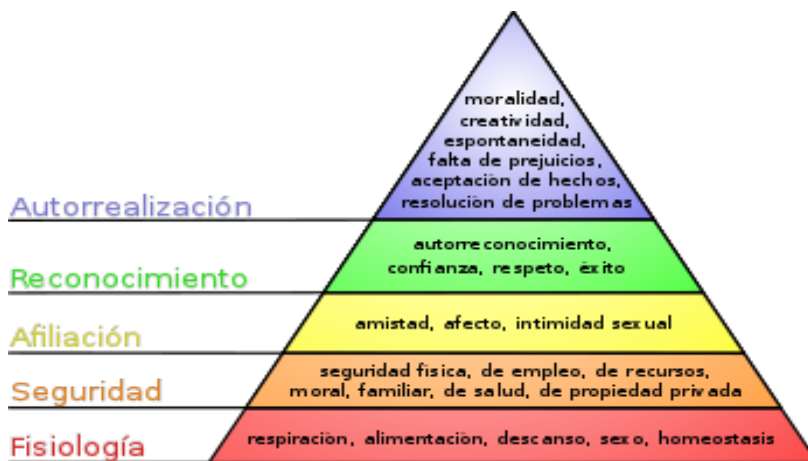 moralidad,
creatividad,
espontaneidad,
falta de prejuicios,
aceptación de hechos,
resolución de problemas
Autorrealización
autorreconocimiento,
confianza, respeto, éxito
Reconocimiento
amistad, afecto, intimidad sexual
Afiliación
seguridad física, de empleo, de recursos,
moral, familiar, de salud, de propiedad privada
Seguridad
respiración, alimentación, descanso, sexo, homeostasis
Fisiología